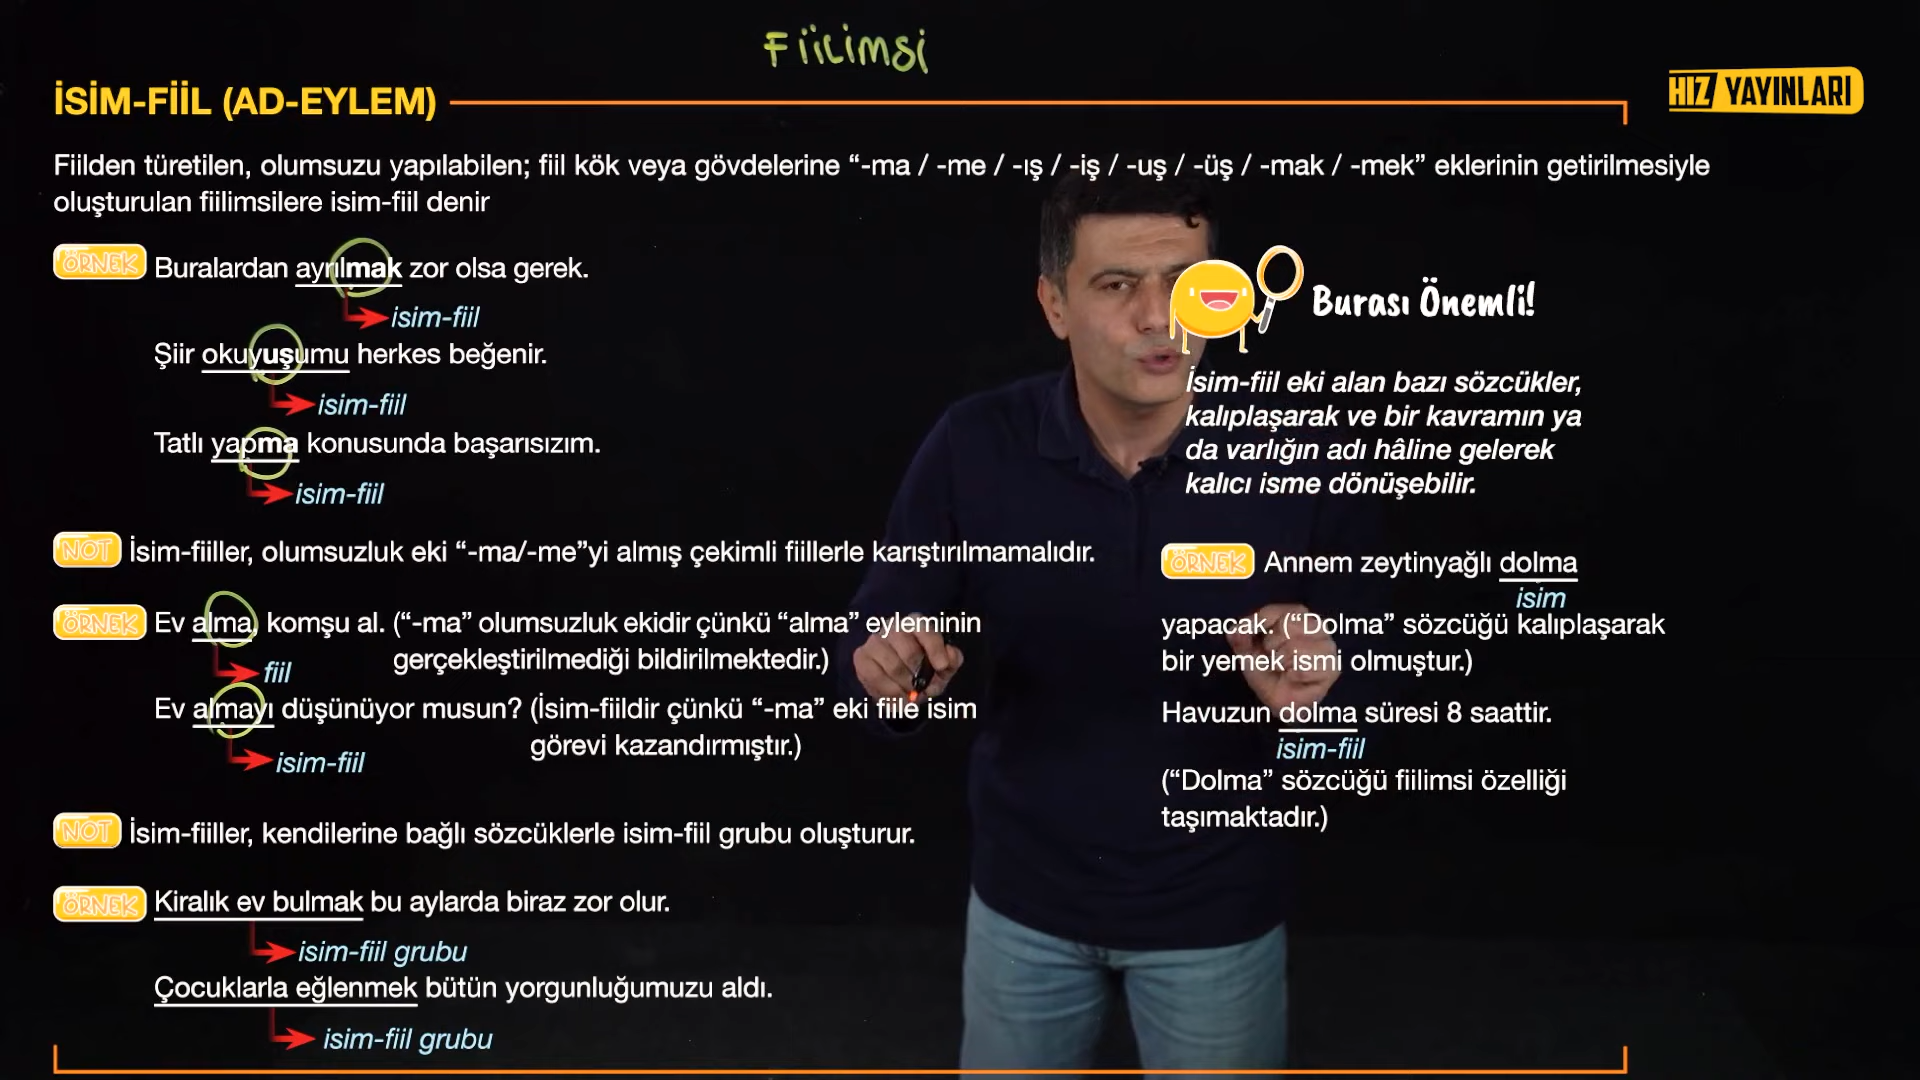 Fiilimsi
HIZ YAYINLARI
İSİM-FİİL (AD-EYLEM)
Fiilden türetilen, olumsuzu yapılabilen; fiil kök veya gövdelerine “-ma / -me / -ış / -iş / -uş / -üş / -mak / -mek” eklerinin getirilmesiyle
oluşturulan fiilimsilere isim-fiil denir
ÖRNEK Buralardan ayrılmak zor olsa gerek.
isim-fiil
Şiir okuyuşumu herkes beğenir.
isim-fiil
Tatlı yapma konusunda başarısızım.
isim-fiil
NOT İsim-fiiller, olumsuzluk eki “-ma/-me”yi almış çekimli fiillerle karıştırılmamalıdır.
ÖRNEK Ev alma, komşu al. (“-ma” olumsuzluk ekidir çünkü “alma” eyleminin
gerçekleştirilmediği bildirilmektedir.)
fiil
Ev almayı düşünüyor musun? (İsim-fiildir çünkü “-ma” eki fiile isim
görevi kazandırmıştır.)
isim-fiil
NOT İsim-fiiller, kendilerine bağlı sözcüklerle isim-fiil grubu oluşturur.
ÖRNEK Kiralık ev bulmak bu aylarda biraz zor olur.
isim-fiil grubu
Çocuklarla eğlenmek bütün yorgunluğumuzu aldı.
isim-fiil grubu
Burası Önemli!
İsim-fiil eki alan bazı sözcükler,
kalıplaşarak ve bir kavramın ya
da varlığın adı hâline gelerek
kalıcı isme dönüşebilir.
ÖRNEK Annem zeytinyağlı dolma
isim
yapacak. (“Dolma” sözcüğü kalıplaşarak
bir yemek ismi olmuştur.)
Havuzun dolma süresi 8 saattir.
isim-fiil
(“Dolma” sözcüğü fiilimsi özelliği
taşımaktadır.)